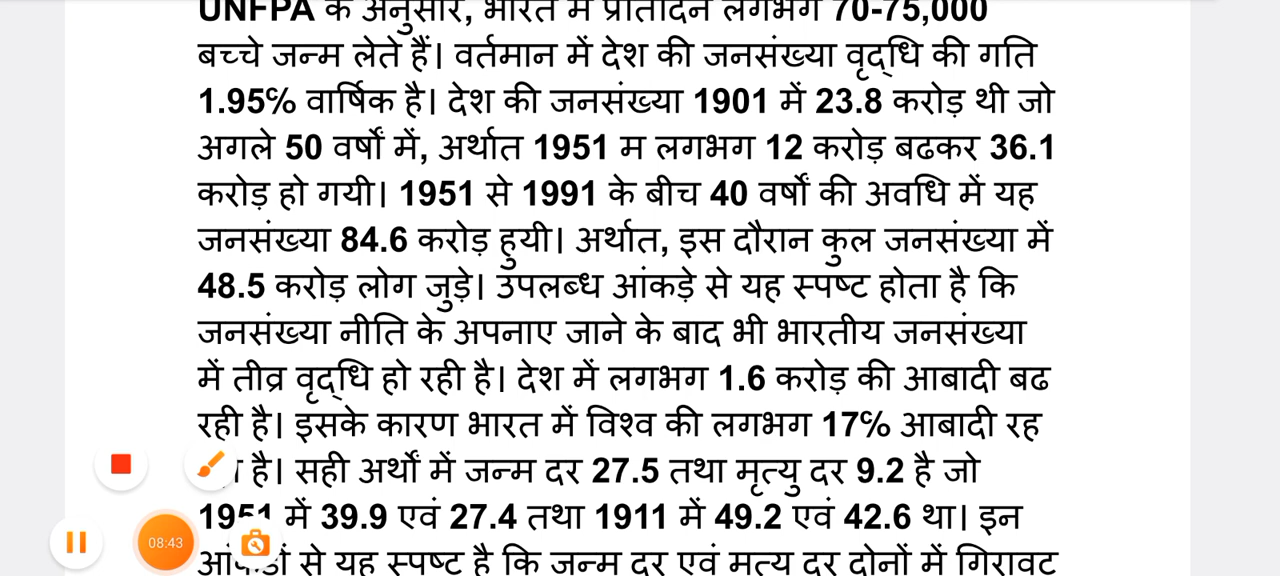 UNFPA के अनुसार, भारत में प्रतिदिन लगभग 70-75,000
बच्चे जन्म लेते हैं। वर्तमान में देश की जनसंख्या वृद्धि की गति
1.95℅ वार्षिक है। देश की जनसंख्या 1901 में 23.8 करोड़ थी जो
अगले 50 वर्षों में, अर्थात 1951 म लगभग 12 करोड़ बढकर 36.1
करोड़ हो गयी। 1951 से 1991 के बीच 40 वर्षों की अवधि में यह
जनसंख्या 84.6 करोड़ हुयी। अर्थात, इस दौरान कुल जनसंख्या में
48.5 करोड़ लोग जुड़े। उपलब्ध आंकड़े से यह स्पष्ट होता है कि
जनसंख्या नीति के अपनाए जाने के बाद भी भारतीय जनसंख्या
में तीव्र वृद्धि हो रही है। देश में लगभग 1.6 करोड़ की आबादी बढ
रही है। इसके कारण भारत में विश्व की लगभग 17℅ आबादी रह
है। सही अर्थों में जन्म दर 27.5 तथा मृत्यु दर 9.2 है जो
1951 में 39.9 एवं 27.4 तथा 1911 में 49.2 एवं 42.6 था। इन
से यह स्पष्ट है कि जन्म दर एवं मृत्यु दर दोनों में गिरावट
08:43